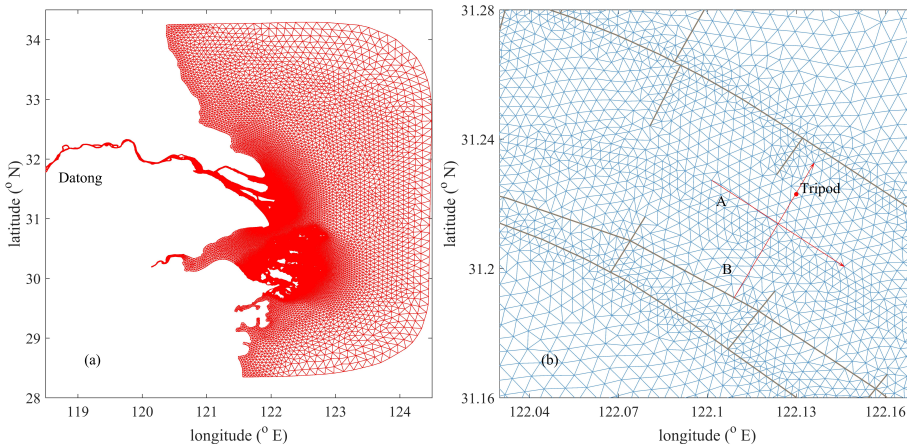 34
33
32
31
30
29
28
latitude (° N)
119
120
121
122
123
124
longitude (° E)
Datong
(a)
31.28
31.24
31.2
31.16
latitude (° N)
122.04
122.07
122.1
122.13
122.16
longitude (° E)
A
Tripod
B
(b)